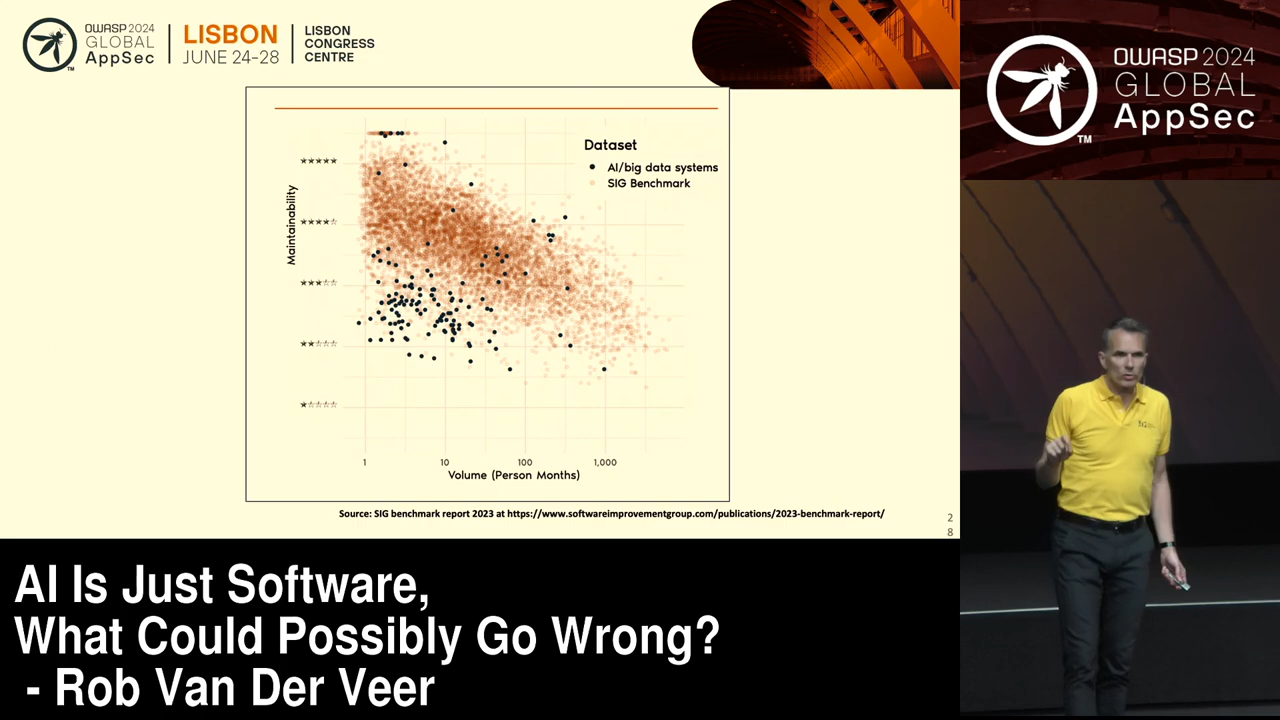 OWASP 2024
GLOBAL
AppSec
TM
LISBON
JUNE 24-28
LISBON
CONGRESS
CENTRE
OWASP 2024
GLOBAL
AppSec
TM
Dataset
AI/big data systems
SIG Benchmark
Maintainability
★★★★★
★★★★☆
★★★☆☆
★★☆☆☆
★☆☆☆☆
1 10 100 1,000
Volume (Person Months)
Source: SIG benchmark report 2023 at https://www.softwareimprovementgroup.com/publications/2023-benchmark-report/
2
8
AI Is Just Software,
What Could Possibly Go Wrong?
- Rob Van Der Veer